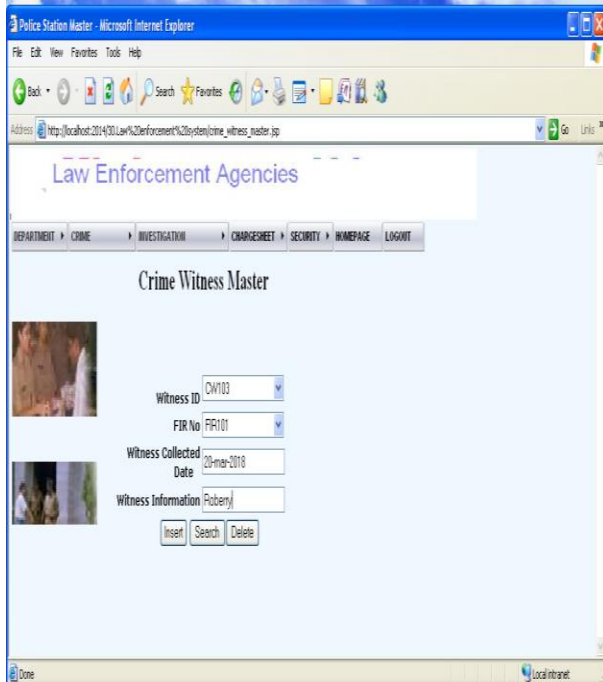 Police Station Master - Microsoft Internet Explorer
File Edit View Favorites Tools Help
Back Search Favorites
Address http://localhost:2014/30.Law%20enforcement%20system/crime_witness_master.jsp Go Links »
Law Enforcement Agencies
DEPARTMENT CRIME INVESTIGATION CHARGESHEET SECURITY HOMEPAGE LOGOUT
Crime Witness Master
Witness ID CW103
FIR No FIR101
Witness Collected
Date 20-mar-2018
Witness Information Roberry
Insert Search Delete
Done Local intranet